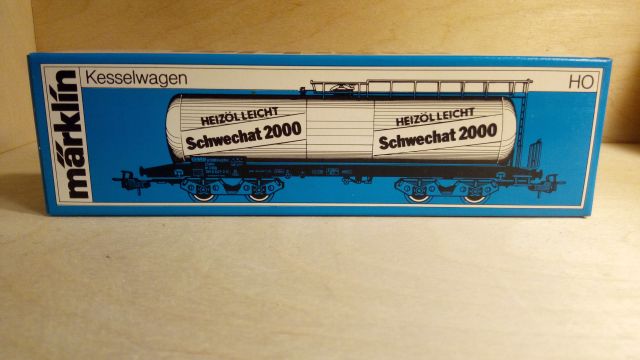 märklin
Kesselwagen
HO
HEIZÖL LEICHT
Schwechat 2000
HEIZÖL LEICHT
Schwechat 2000